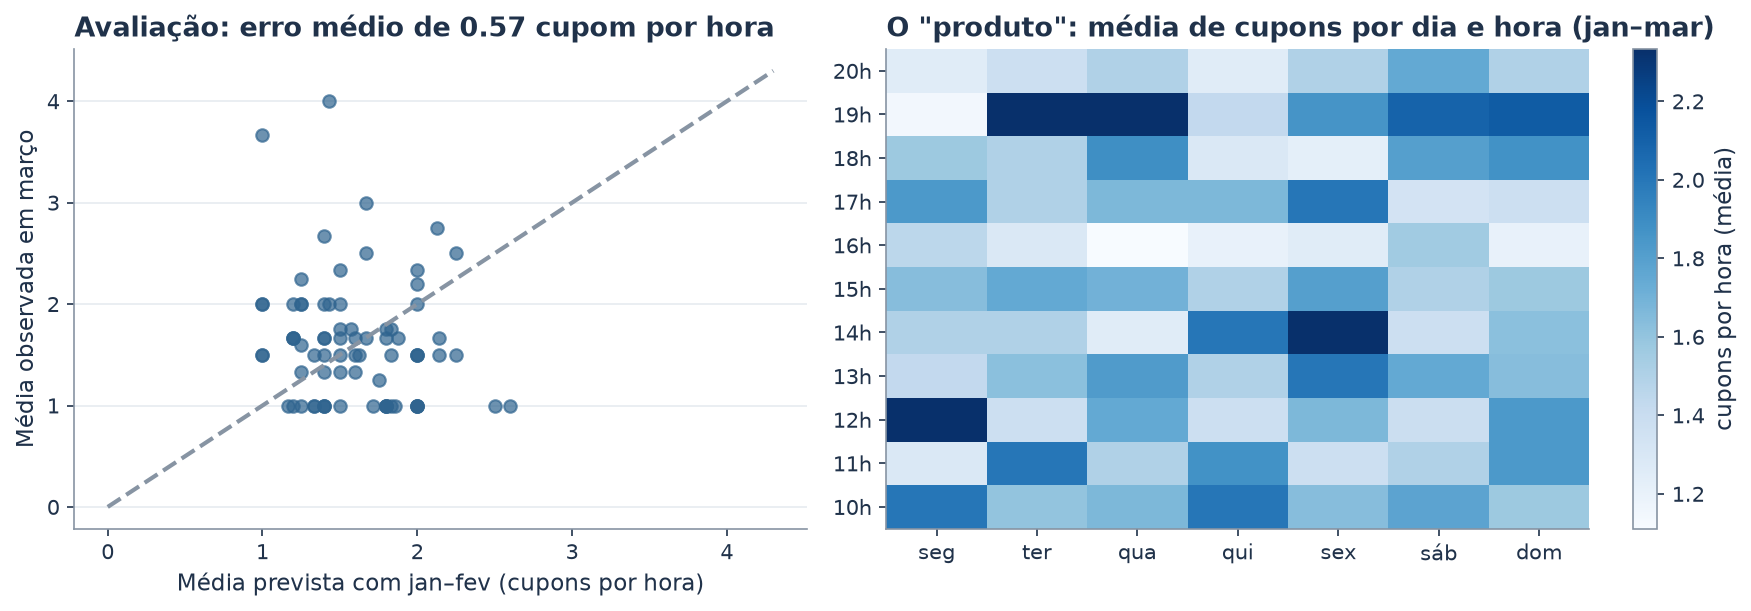 Avaliação: erro médio de 0.57 cupom por hora
Média observada em março
4
3
2
1
0
0 1 2 3 4
Média prevista com jan–fev (cupons por hora)
O "produto": média de cupons por dia e hora (jan–mar)
20h
19h
18h
17h
16h
15h
14h
13h
12h
11h
10h
seg ter qua qui sex sáb dom
2.2
2.0
1.8
1.6
1.4
1.2
cupons por hora (média)